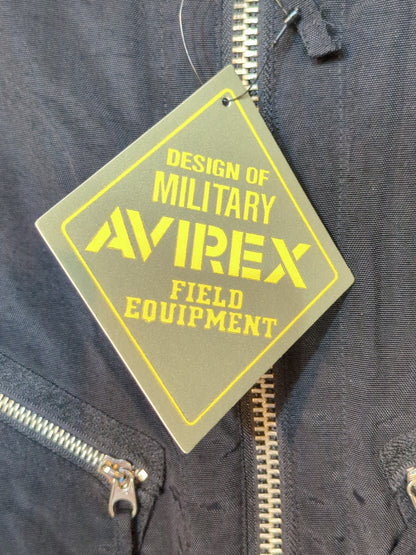 DESIGN OF
MILITARY
AVIREX
FIELD
EQUIPMENT